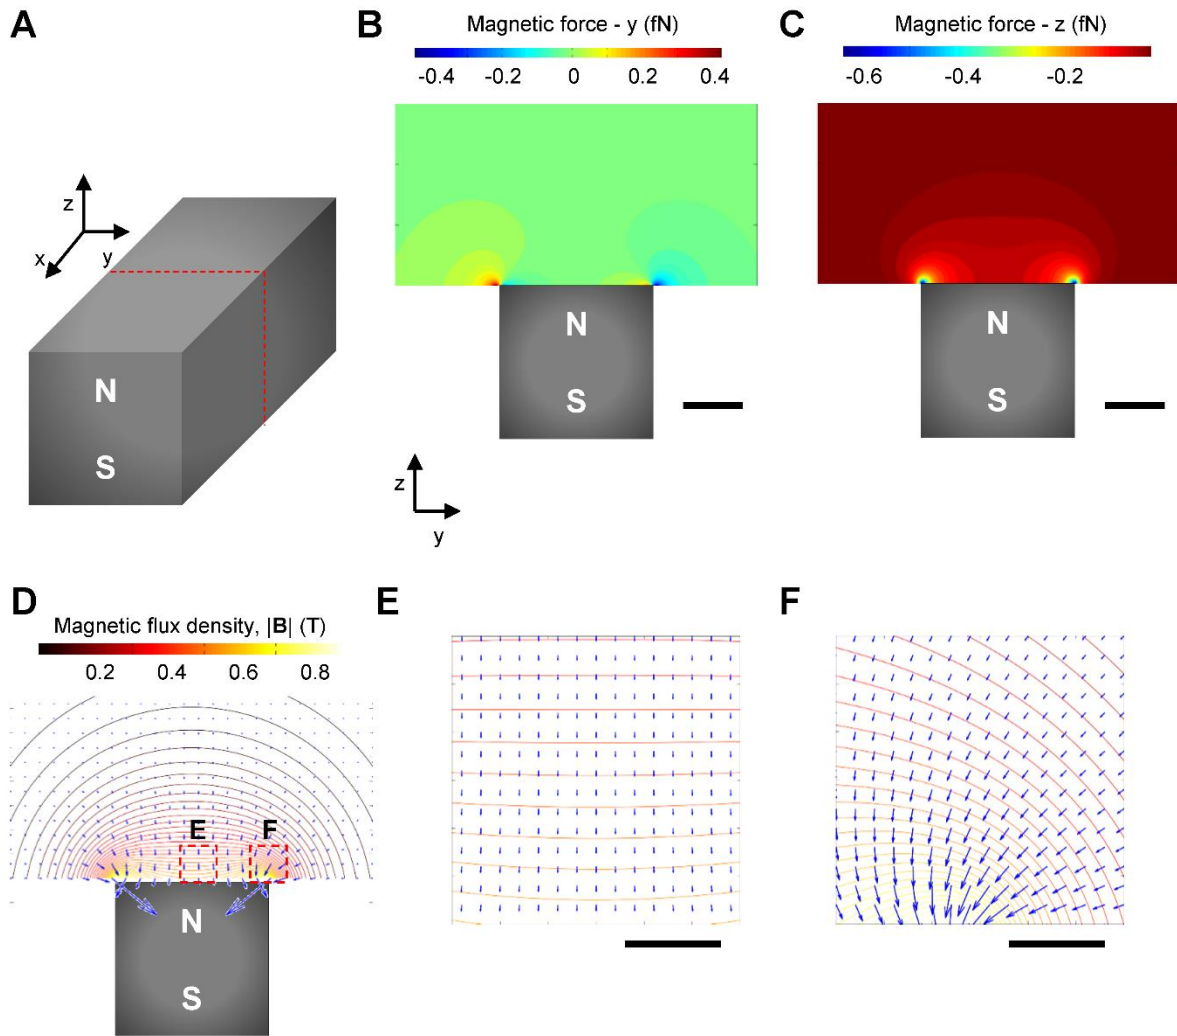 A
B
C
Magnetic force - y (fN)
Magnetic force - z (fN)
-0.4 -0.2 0 0.2 0.4
-0.6 -0.4 -0.2
z
x y
N
S
N
S
N
S
z
y
D
E
F
Magnetic flux density, |B| (T)
0.2 0.4 0.6 0.8
E F
N
S